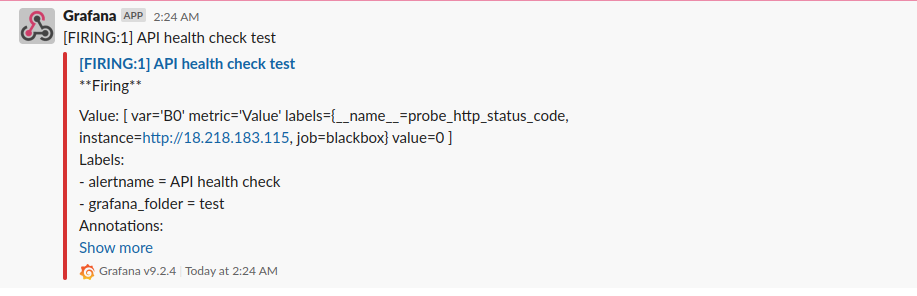 Grafana APP 2:24 AM
[FIRING:1] API health check test
[FIRING:1] API health check test
**Firing**
Value: [ var='B0' metric='Value' labels={__name__=probe_http_status_code,
instance=http://18.218.183.115, job=blackbox} value=0 ]
Labels:
- alertname = API health check
- grafana_folder = test
Annotations:
Show more
Grafana v9.2.4 | Today at 2:24 AM